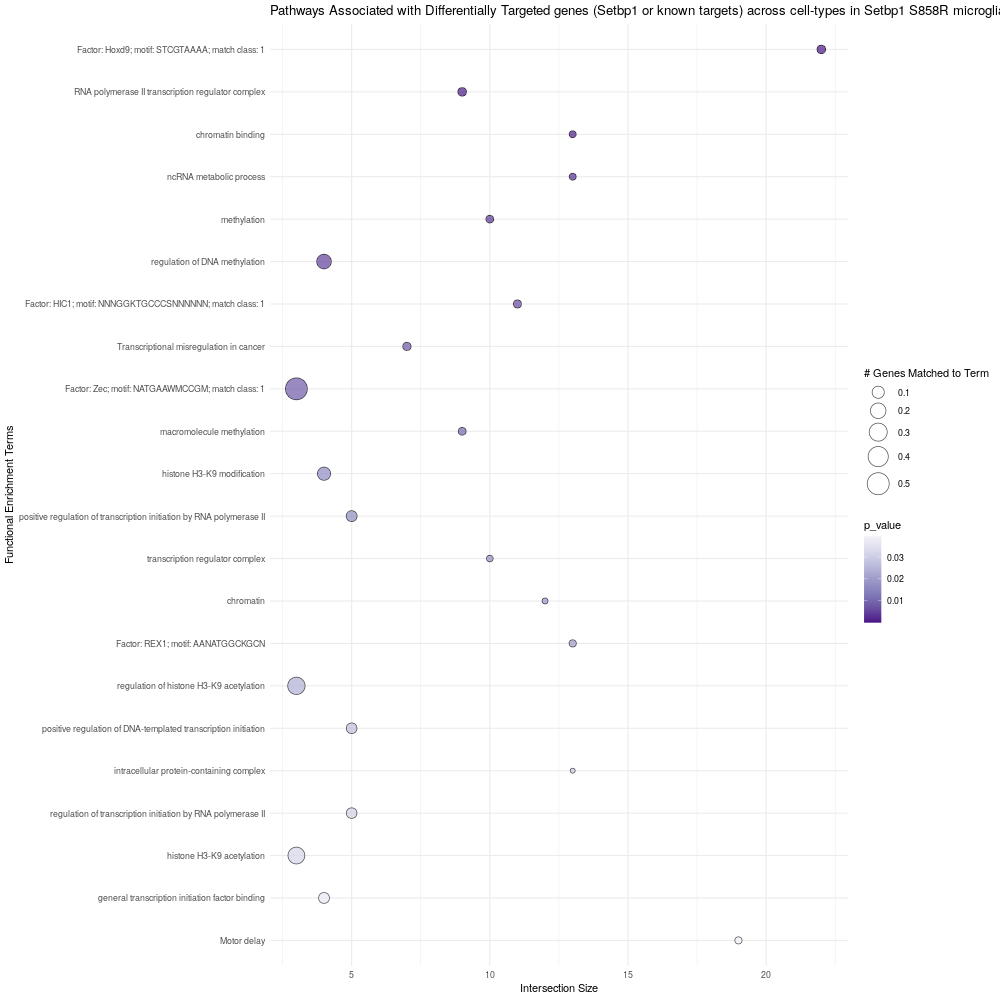 Pathways Associated with Differentially Targeted genes (Setbp1 or known targets) across cell-types in Setbp1 S858R microglia
Factor: Hoxd9; motif: STCGTAAAA; match class: 1
RNA polymerase II transcription regulator complex
chromatin binding
ncRNA metabolic process
methylation
regulation of DNA methylation
Factor: HIC1; motif: NNNGGKTGCCCSNNNNNN; match class: 1
Transcriptional misregulation in cancer
Factor: Zec; motif: NATGAAWMCCGM; match class: 1
macromolecule methylation
histone H3-K9 modification
positive regulation of transcription initiation by RNA polymerase II
transcription regulator complex
chromatin
Factor: REX1; motif: AANATGGCKGCN
regulation of histone H3-K9 acetylation
positive regulation of DNA-templated transcription initiation
intracellular protein-containing complex
regulation of transcription initiation by RNA polymerase II
histone H3-K9 acetylation
general transcription initiation factor binding
Motor delay
Functional Enrichment Terms
5
10
15
20
Intersection Size
# Genes Matched to Term
0.1
0.2
0.3
0.4
0.5
p_value
0.03
0.02
0.01